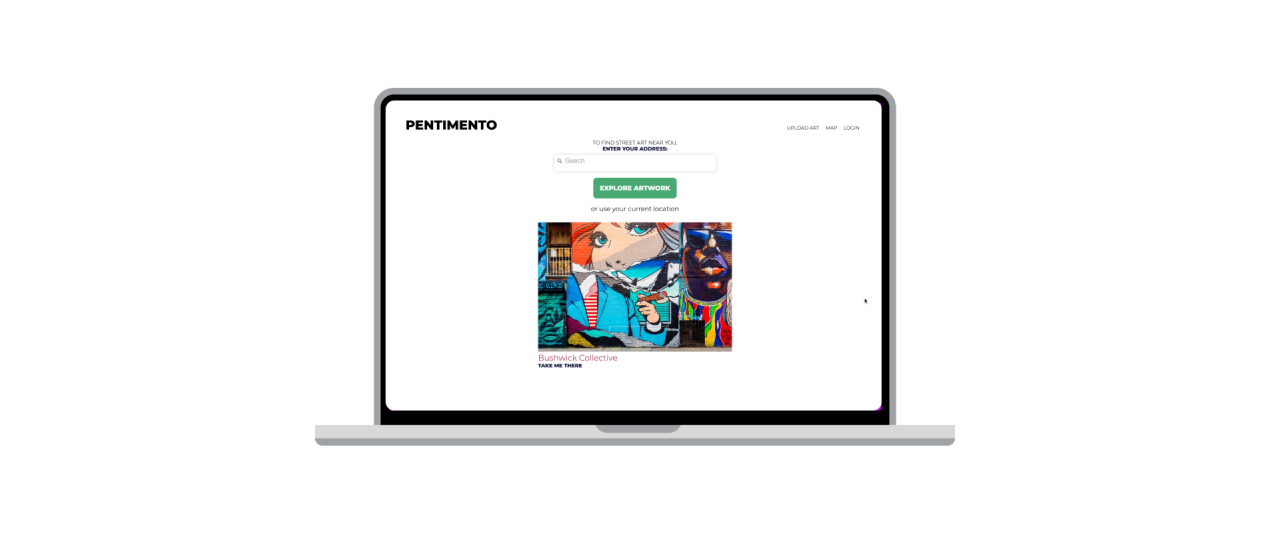 PENTIMENTO
UPLOAD ART MAP LOGIN
TO FIND STREET ART NEAR YOU,
ENTER YOUR ADDRESS:
Search
EXPLORE ARTWORK
or use your current location
Bushwick Collective
TAKE ME THERE